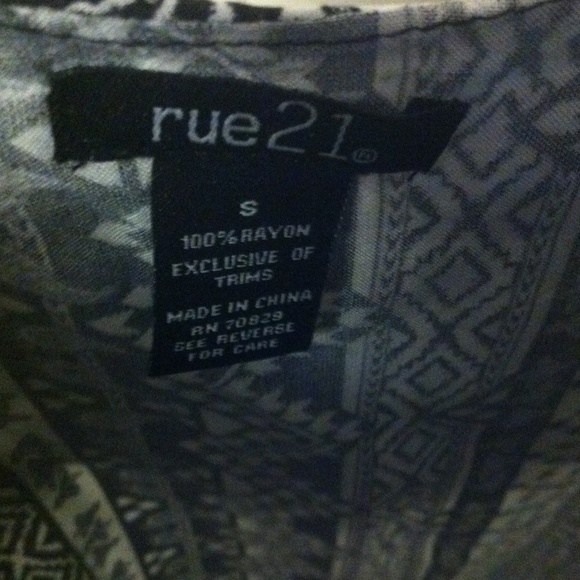 rue21®
S
100% RAYON
EXCLUSIVE OF
TRIMS
MADE IN CHINA
RN 70829
SEE REVERSE
FOR CARE